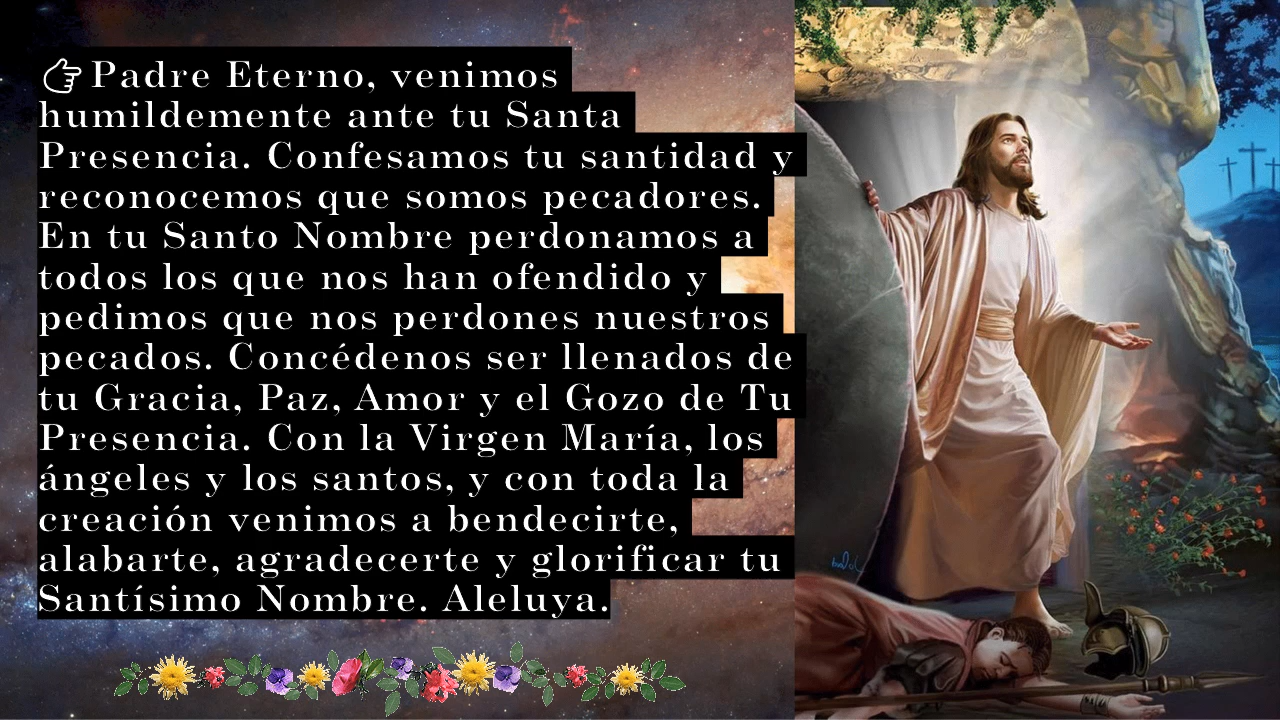 👉Padre Eterno, venimos
humildemente ante tu Santa
Presencia. Confesamos tu santidad y
reconocemos que somos pecadores.
En tu Santo Nombre perdonamos a
todos los que nos han ofendido y
pedimos que nos perdones nuestros
pecados. Concédenos ser llenados de
tu Gracia, Paz, Amor y el Gozo de Tu
Presencia. Con la Virgen María, los
ángeles y los santos, y con toda la
creación venimos a bendecirte,
alabarte, agradecerte y glorificar tu
Santísimo Nombre. Aleluya.